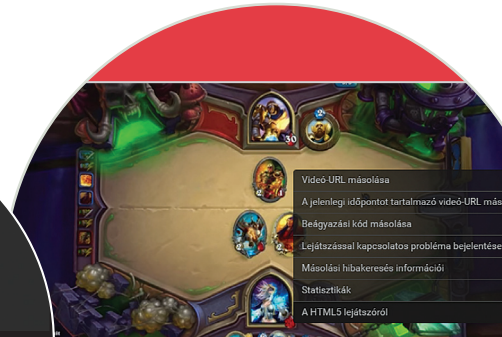 30
Videó-URL másolása
A jelenlegi időpontot tartalmazó videó-URL más
Beágyazási kód másolása
Lejátszással kapcsolatos probléma bejelentése
Másolási hibakeresés információi
Statisztikák
A HTML5 lejátszóról